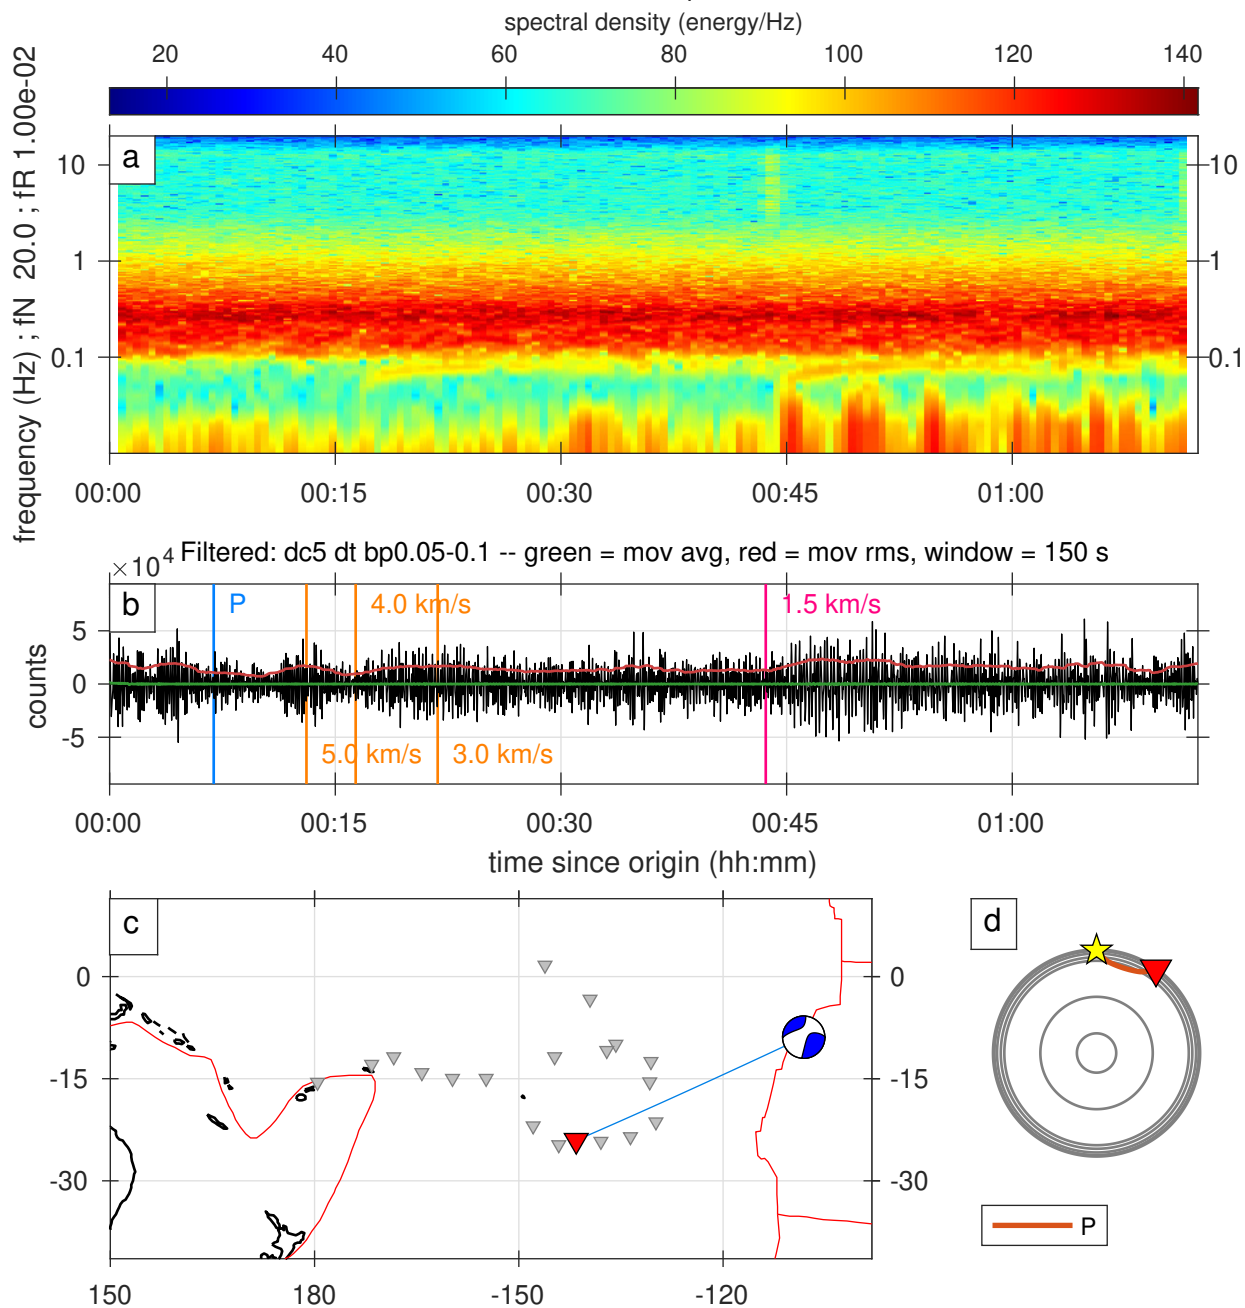 spectral density (energy/Hz)
20 40 60 80 100 120 140
frequency (Hz) ; fN 20.0 ; fR 1.00e-02
a
10 10
1 1
0.1 0.1
00:00 00:15 00:30 00:45 01:00
Filtered: dc5 dt bp0.05-0.1 -- green = mov avg, red = mov rms, window = 150 s
×10⁴
b
P 4.0 km/s 1.5 km/s
counts
5
0
-5
5.0 km/s 3.0 km/s
00:00 00:15 00:30 00:45 01:00
time since origin (hh:mm)
c
d
0 0
-15 -15
-30 -30
150 180 -150 -120
P